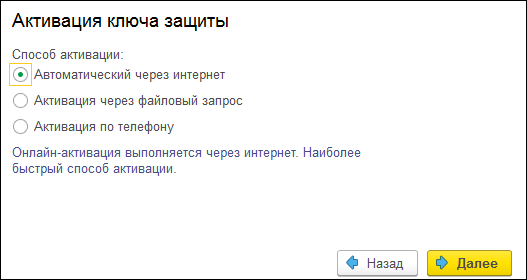 Активация ключа защиты
Способ активации:
Автоматический через интернет
Активация через файловый запрос
Активация по телефону
Онлайн-активация выполняется через интернет. Наиболее
быстрый способ активации.
Назад
Далее